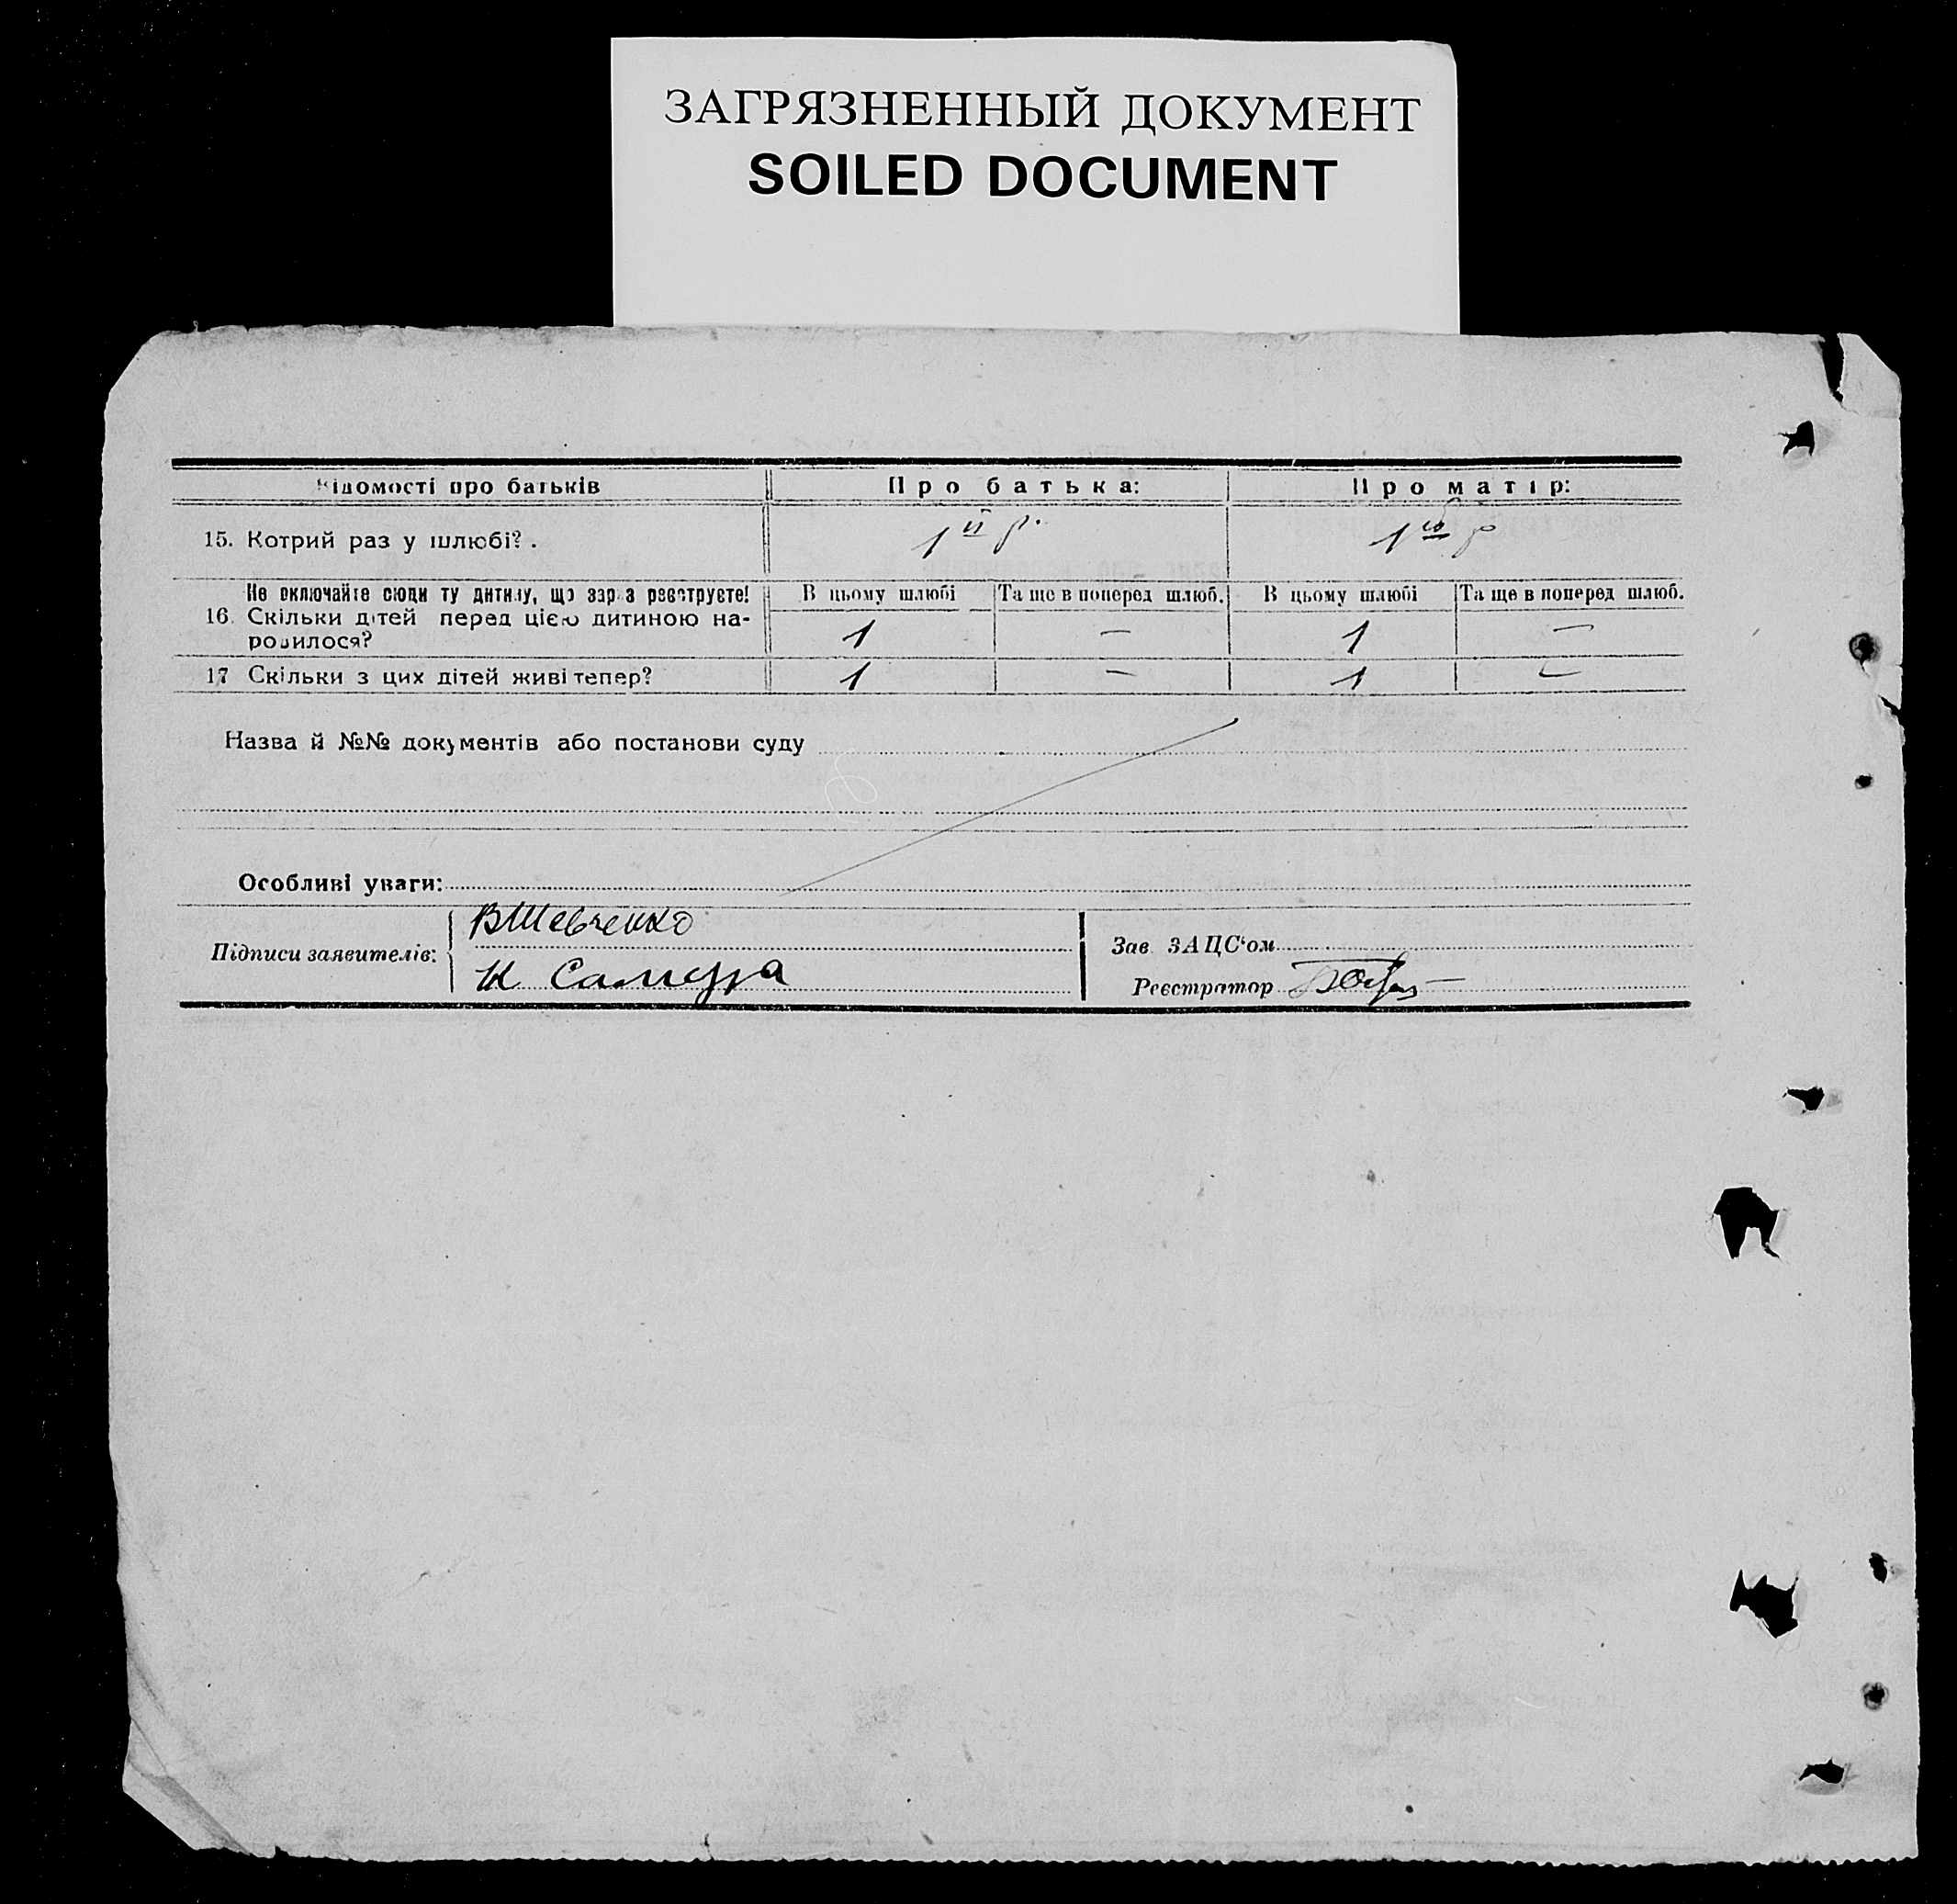 ЗАГРЯЗНЕННЫЙ ДОКУМЕНТ
SOILED DOCUMENT
Відомості про батьків Про батька: Про матір:
15. Котрий раз у шлюбі?. 1й р. 1й р
Не включайте сюди ту дитину, що зараз реєструєте! В цьому шлюбі Та ще в поперед шлюб. В цьому шлюбі Та ще в поперед шлюб.
16. Скільки дітей перед цією дитиною на-
родилося? 1 — 1 —
17 Скільки з цих дітей живі тепер? 1 — 1 —
Назва й №№ документів або постанови суду
Особливі уваги:
ВШевченко
Підписи заявителів: Зав ЗАЦС‘ом
Реєстратор